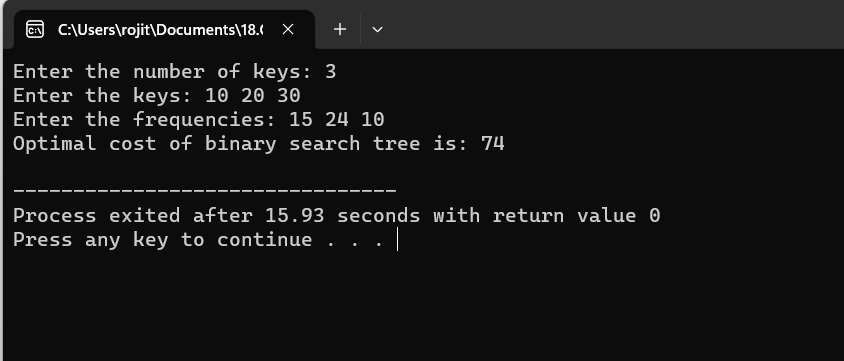 C:\Users\rojit\Documents\18.(
Enter the number of keys: 3
Enter the keys: 10 20 30
Enter the frequencies: 15 24 10
Optimal cost of binary search tree is: 74
--------------------------------
Process exited after 15.93 seconds with return value 0
Press any key to continue . . .